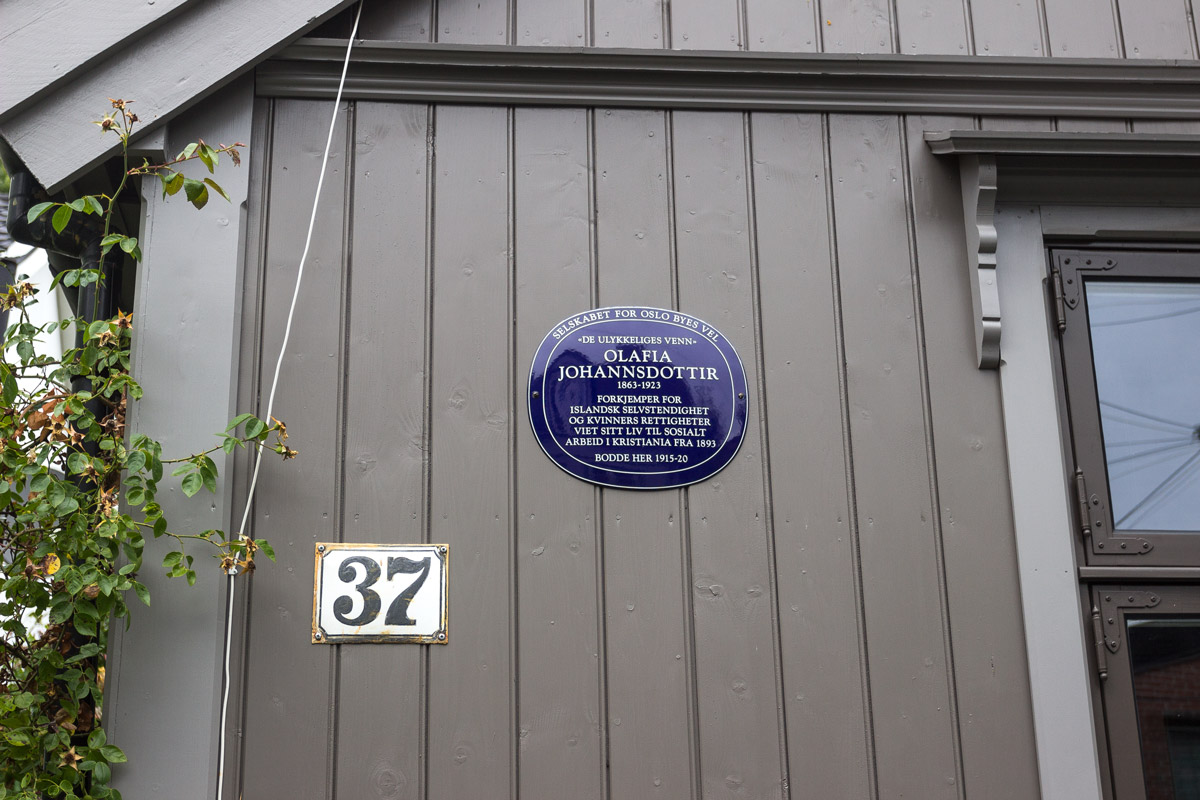 SELSKABET FOR OSLO BYES VEL
«DE ULYKKELIGES VENN»
OLAFIA
JOHANNSDOTTIR
1863-1923
FORKJEMPER FOR
ISLANDSK SELVSTENDIGHET
OG KVINNERS RETTIGHETER
VIET SITT LIV TIL SOSIALT
ARBEID I KRISTIANIA FRA 1893
BODDE HER 1915-20
37